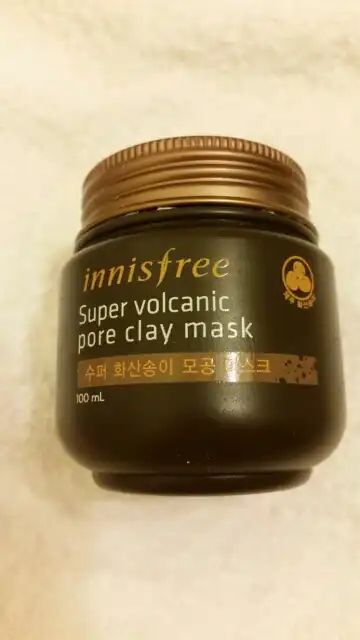 innisfree
Super volcanic
pore clay mask
수퍼 화산송이 모공 마스크
100 mL